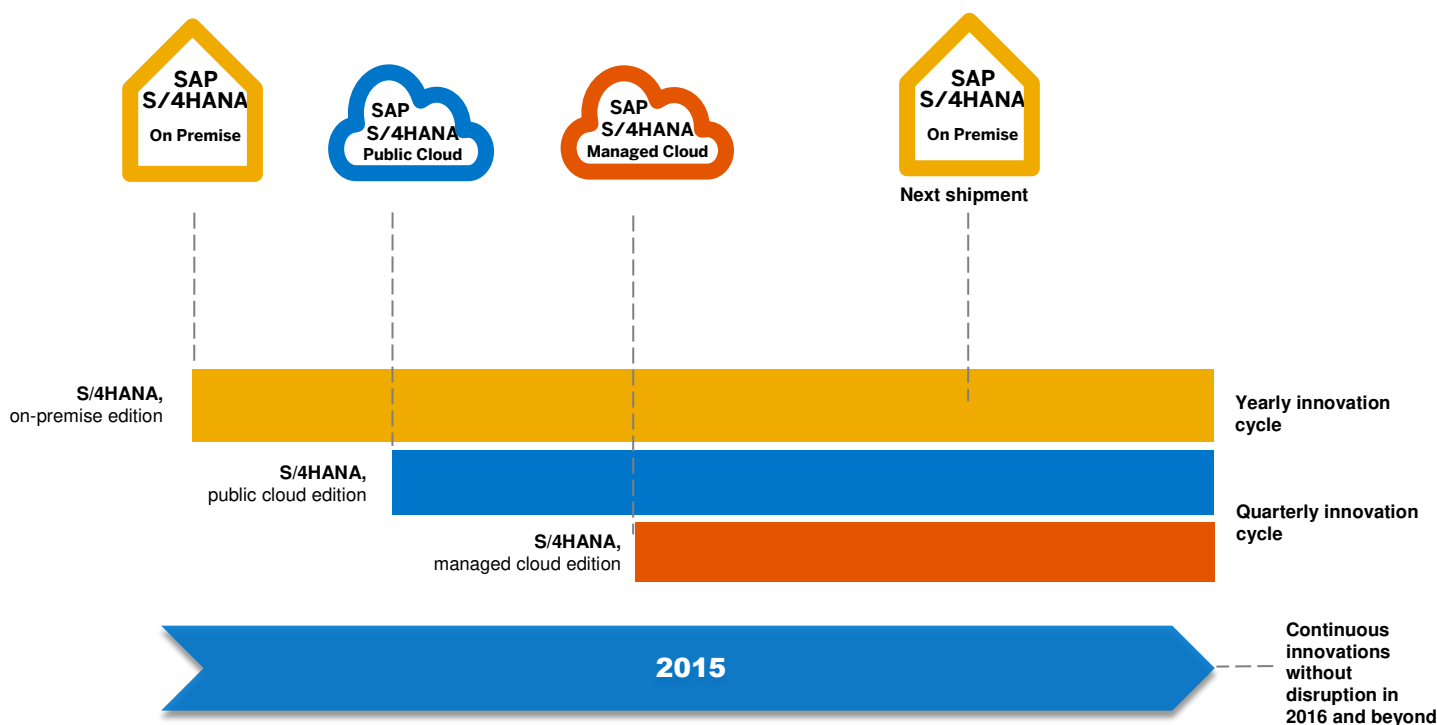 SAP
S/4HANA
On Premise
SAP
S/4HANA
Public Cloud
SAP
S/4HANA
Managed Cloud
SAP
S/4HANA
On Premise
Next shipment
S/4HANA,
on-premise edition
Yearly innovation
cycle
S/4HANA,
public cloud edition
Quarterly innovation
cycle
S/4HANA,
managed cloud edition
2015
Continuous
innovations
without
disruption in
2016 and beyond